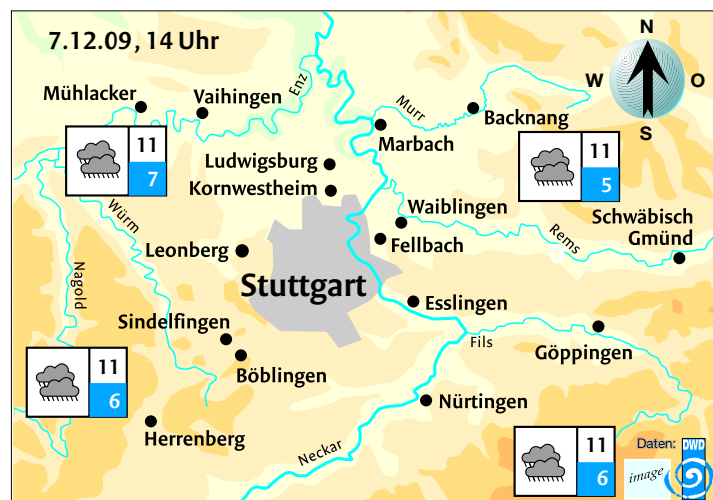 7.12.09, 14 Uhr
N
W
O
S
Mühlacker
Vaihingen
Enz
Murr
Backnang
Marbach
11
7
11
5
Ludwigsburg
Kornwestheim
Würm
Waiblingen
Schwäbisch
Gmünd
Rems
Leonberg
Fellbach
Nagold
Stuttgart
Esslingen
Sindelfingen
Fils
Göppingen
Böblingen
11
6
Nürtingen
Herrenberg
Neckar
11
6
Daten:
DWD
image